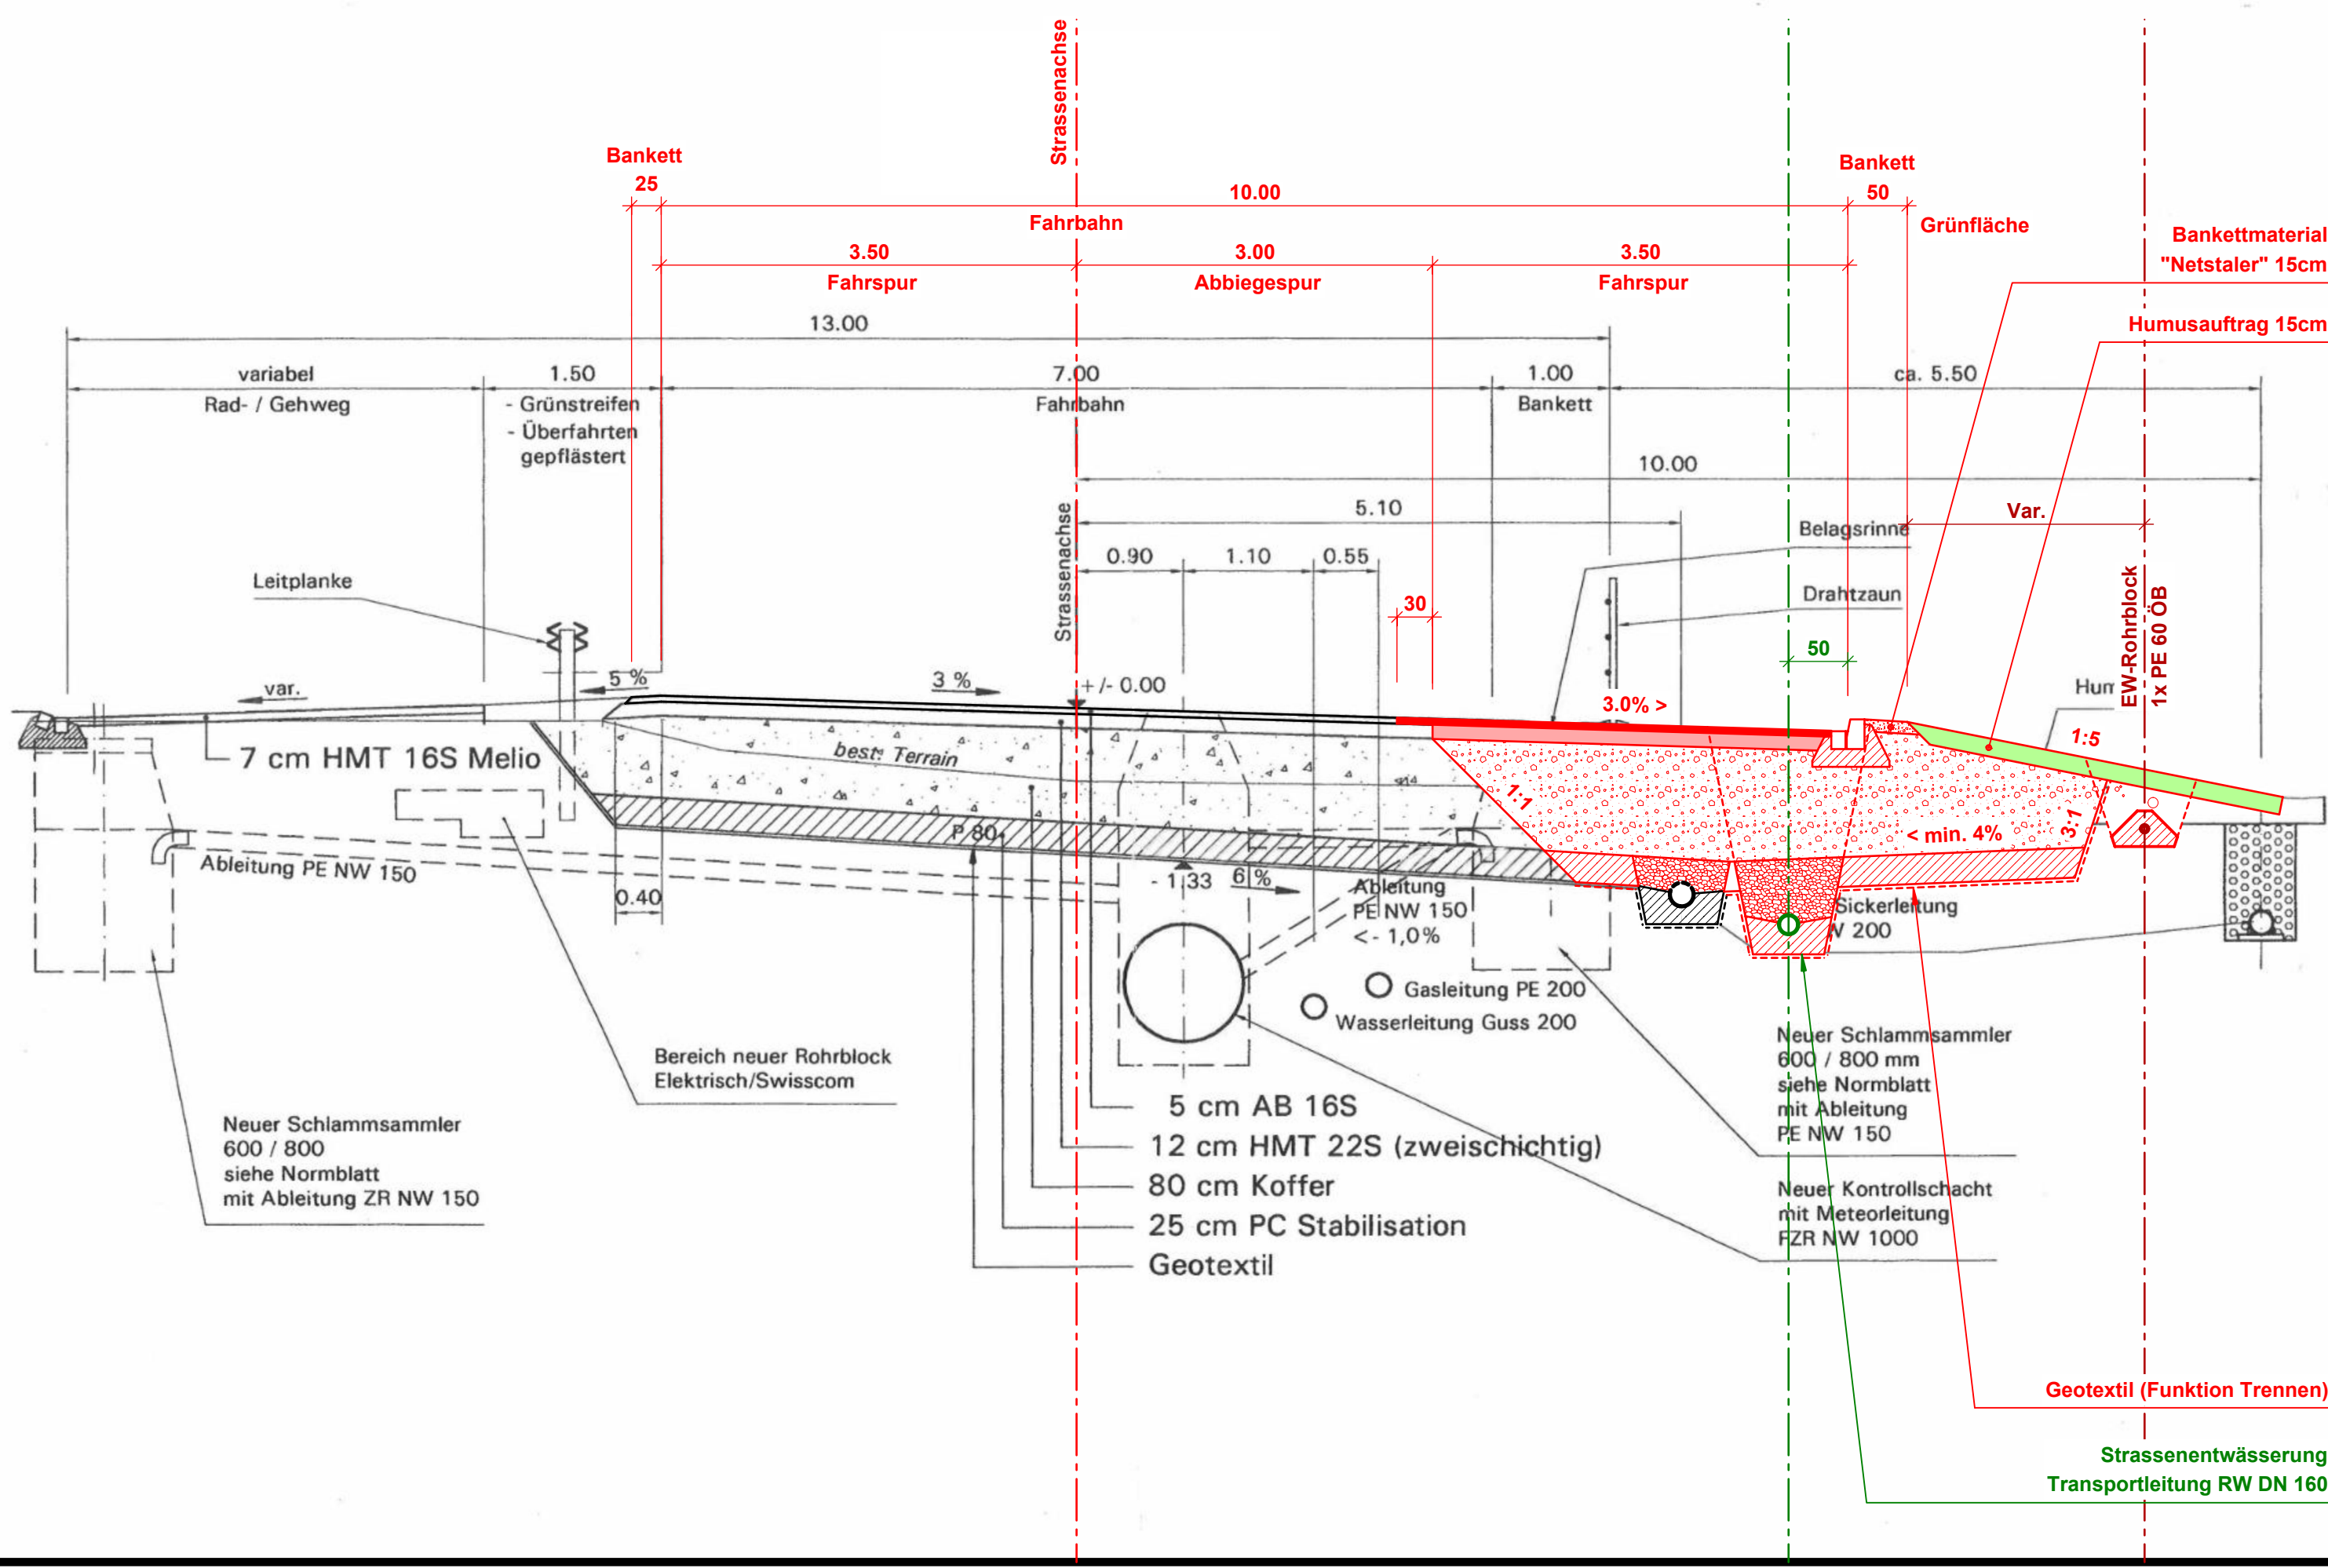 Strassenachse
Bankett
25
10.00
Bankett
50
Fahrbahn
Grünfläche
Bankettmaterial
"Netstaler" 15cm
3.50
3.00
3.50
Fahrspur
Abbiegespur
Fahrspur
13.00
Humusauftrag 15cm
variabel
1.50
7.00
1.00
ca. 5.50
Rad- / Gehweg
- Grünstreifen
- Überfahrten
gepflästert
Fahrbahn
Bankett
10.00
5.10
Var.
Strassenachse
0.90
1.10
0.55
Belagsrinne
Leitplanke
30
Drahtzaun
EW-Rohrblock
1x PE 60 ÖB
50
var.
5 %
3 %
+/- 0.00
3.0% >
Hum
1:5
7 cm HMT 16S Melio
best. Terrain
1:1
P 80
< min. 4%
3:1
Ableitung PE NW 150
0.40
- 1.33
6 %
Ableitung
PE NW 150
<- 1,0%
Sickerleitung
V 200
Gasleitung PE 200
Wasserleitung Guss 200
Bereich neuer Rohrblock
Elektrisch/Swisscom
Neuer Schlammsammler
600 / 800 mm
siehe Normblatt
mit Ableitung
PE NW 150
Neuer Schlammsammler
600 / 800
siehe Normblatt
mit Ableitung ZR NW 150
5 cm AB 16S
12 cm HMT 22S (zweischichtig)
80 cm Koffer
25 cm PC Stabilisation
Geotextil
Neuer Kontrollschacht
mit Meteorleitung
FZR NW 1000
Geotextil (Funktion Trennen)
Strassenentwässerung
Transportleitung RW DN 160